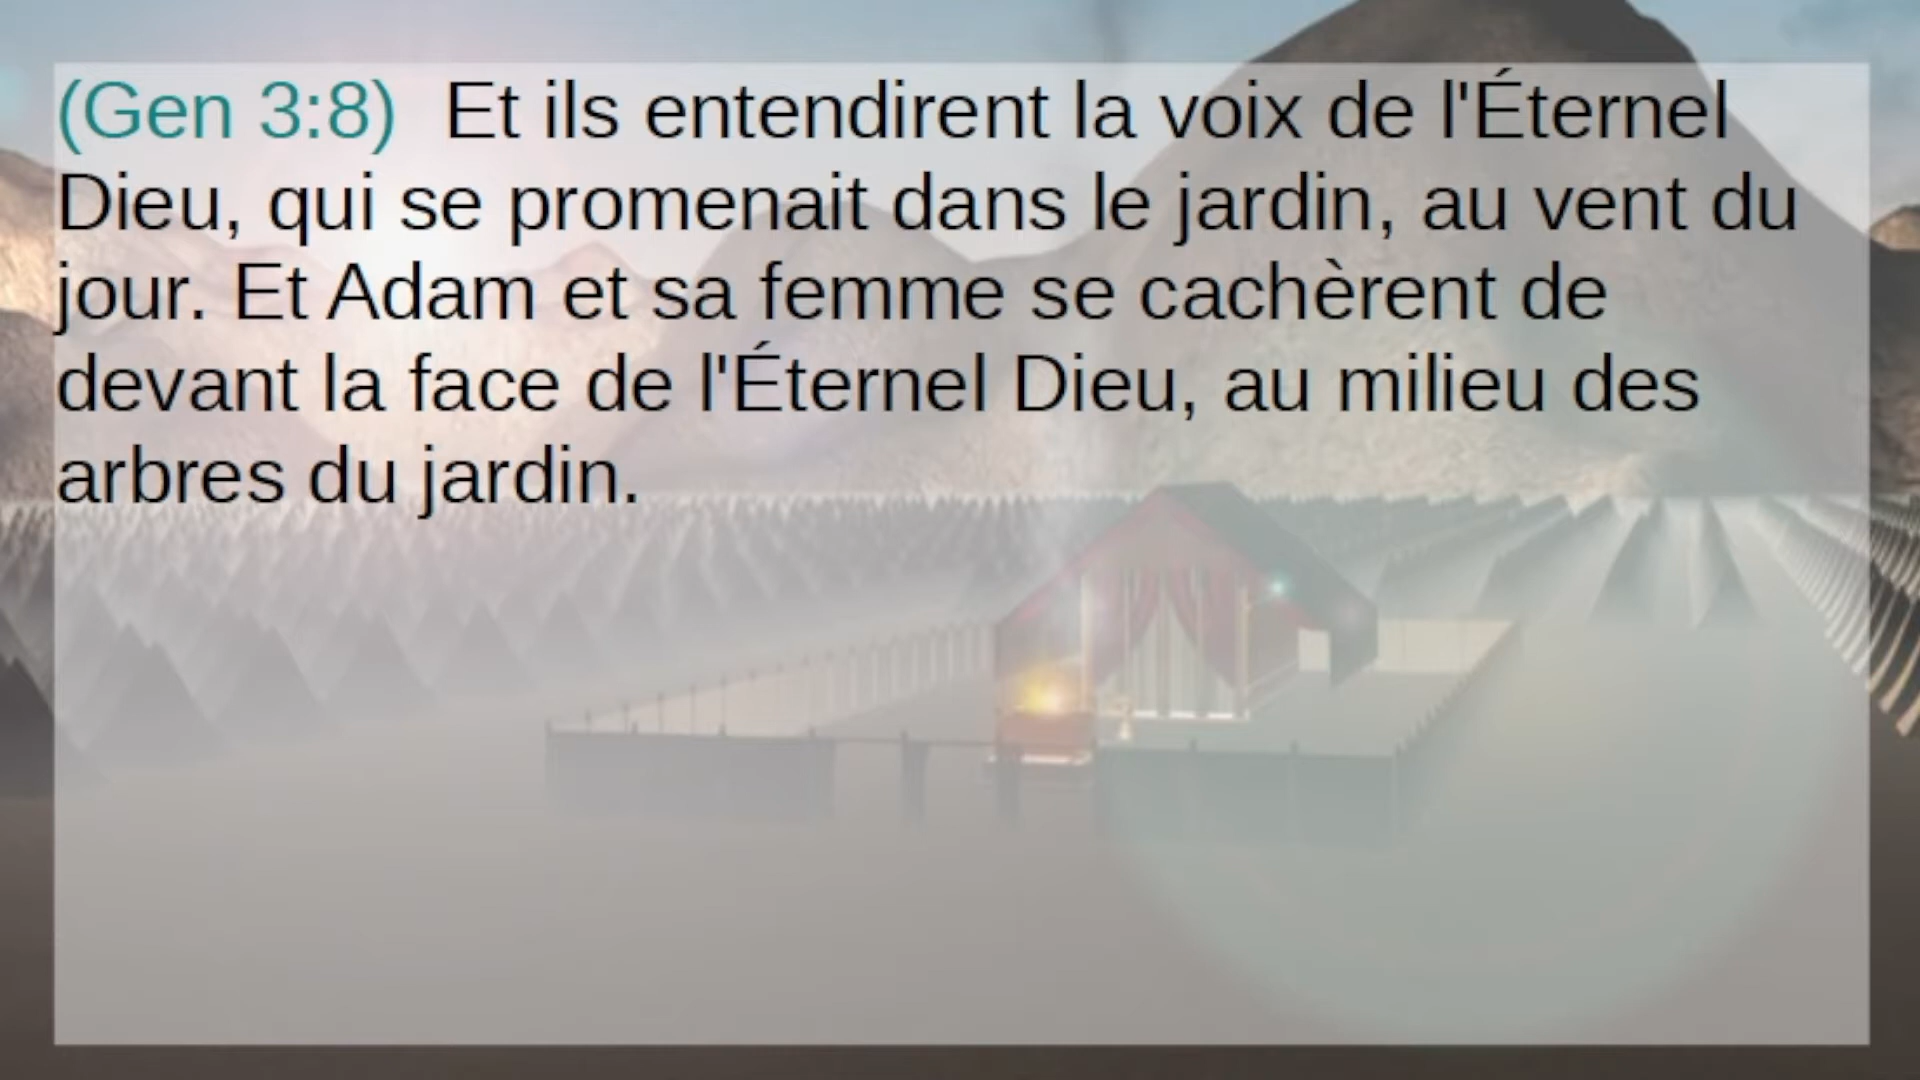 (Gen 3:8)  Et ils entendirent la voix de l'Éternel
Dieu, qui se promenait dans le jardin, au vent du
jour. Et Adam et sa femme se cachèrent de
devant la face de l'Éternel Dieu, au milieu des
arbres du jardin.